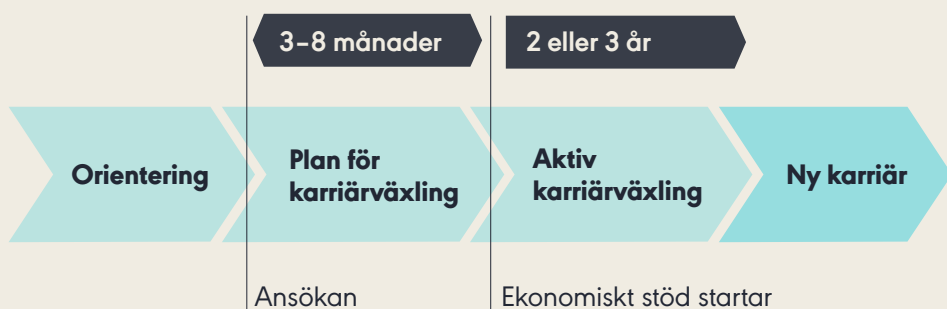 3–8 månader
2 eller 3 år
Orientering
Plan för
karriärväxling
Aktiv
karriärväxling
Ny karriär
Ansökan
Ekonomiskt stöd startar